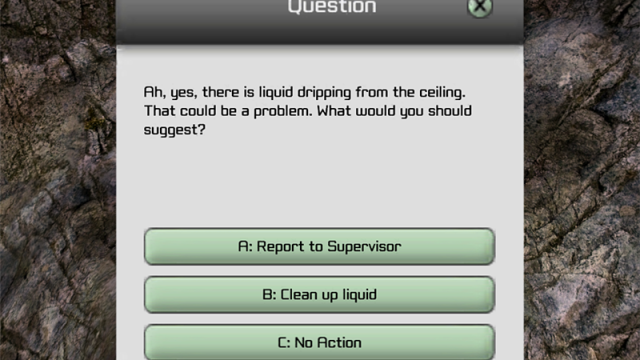 Question
X
Ah, yes, there is liquid dripping from the ceiling.
That could be a problem. What would you should
suggest?
A: Report to Supervisor
B: Clean up liquid
C: No Action